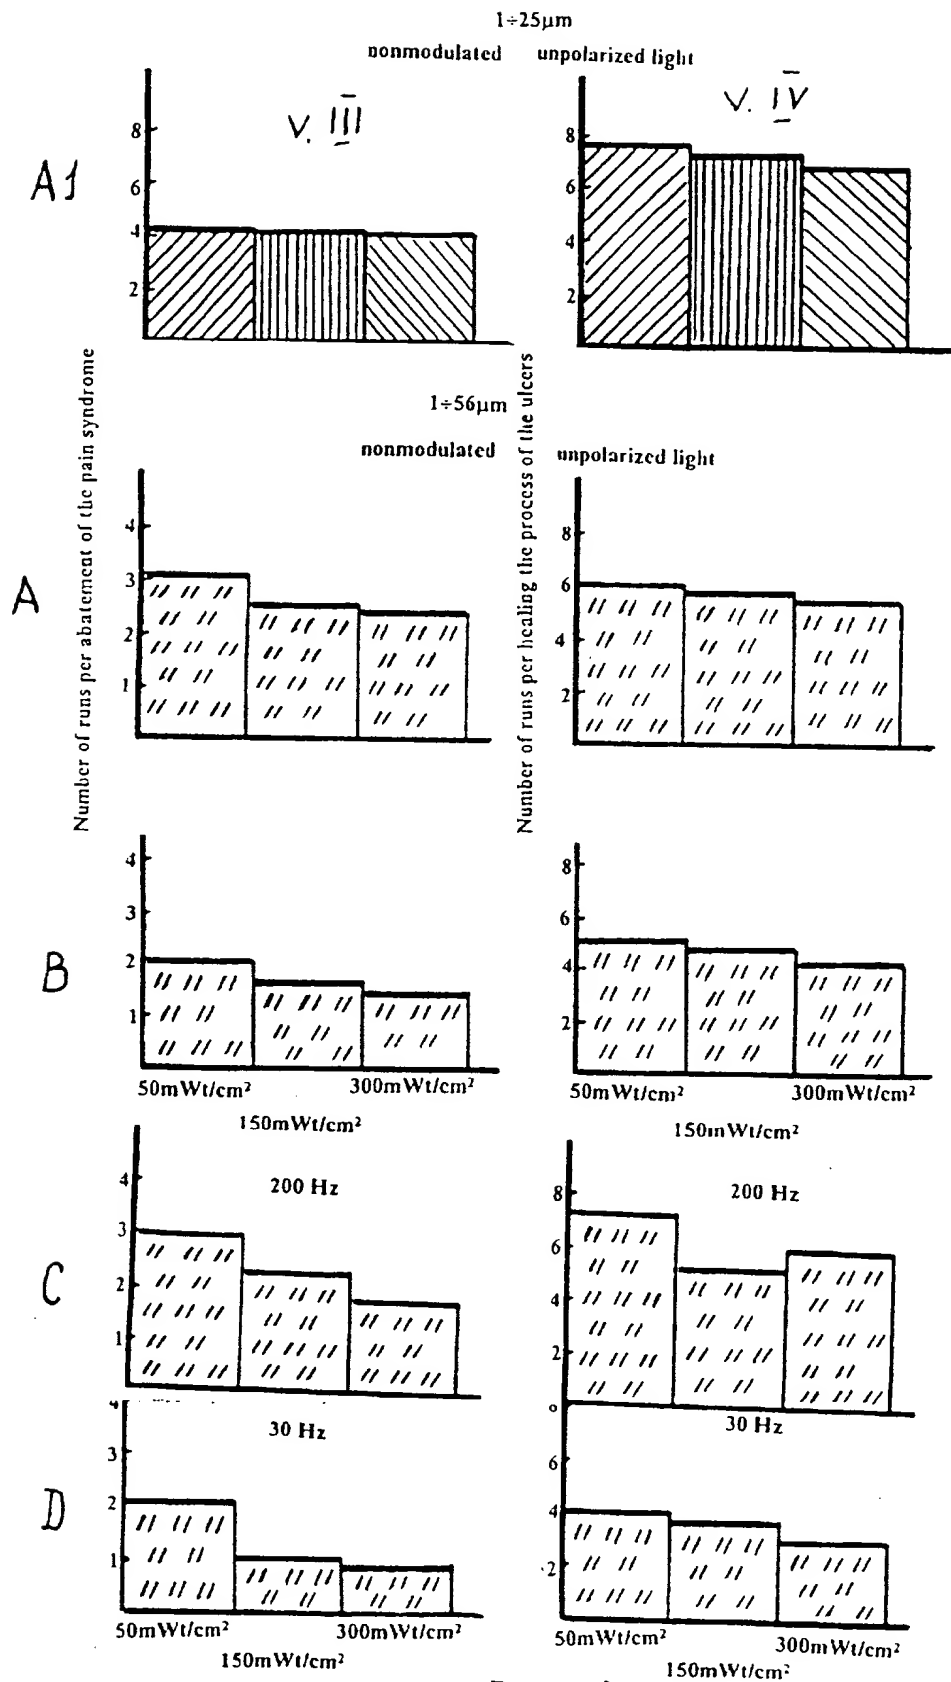 1÷25μm
nonmodulated unpolarized light
V. III
V. IV
A1
8
6
4
2
8
6
4
2
Number of runs per abatement of the pain syndrome
Number of runs per healing the process of the ulcers
1÷56μm
nonmodulated unpolarized light
A
4
3
2
1
8
6
4
2
B
4
3
2
1
8
6
4
2
50mWt/cm² 300mWt/cm²
150mWt/cm²
50mWt/cm² 300mWt/cm²
150mWt/cm²
C
200 Hz
4
3
2
1
200 Hz
8
6
4
2
D
30 Hz
4
3
2
1
30 Hz
6
4
2
50mWt/cm² 300mWt/cm²
150mWt/cm²
50mWt/cm² 300mWt/cm²
150mWt/cm²